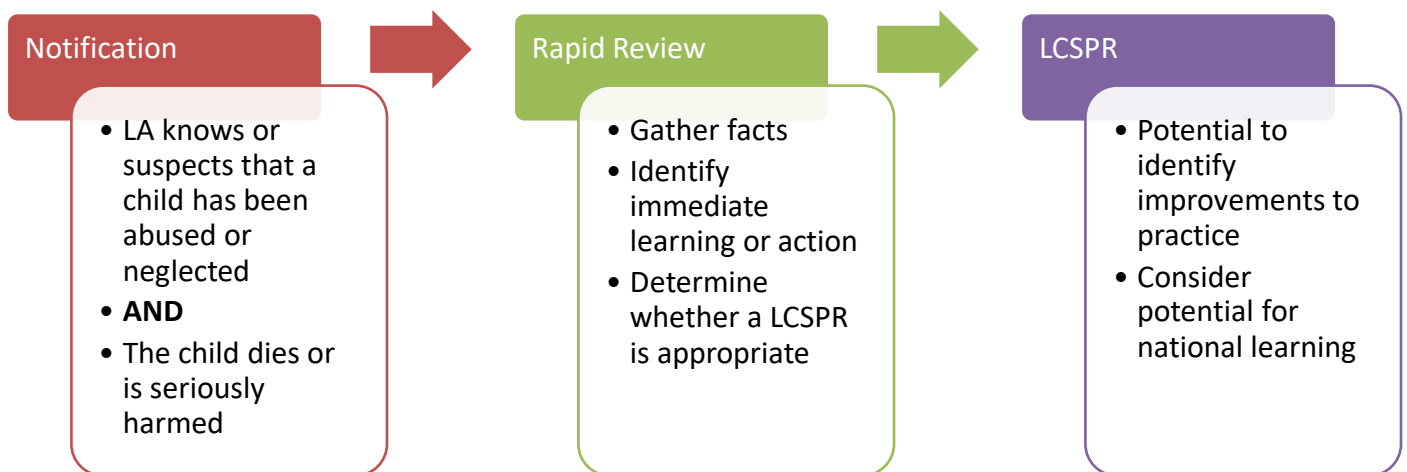 Notification
• LA knows or
suspects that a
child has been
abused or
neglected
• AND
• The child dies or
is seriously
harmed
Rapid Review
• Gather facts
• Identify
immediate
learning or action
• Determine
whether a LCSPR
is appropriate
LCSPR
• Potential to
identify
improvements to
practice
• Consider
potential for
national learning